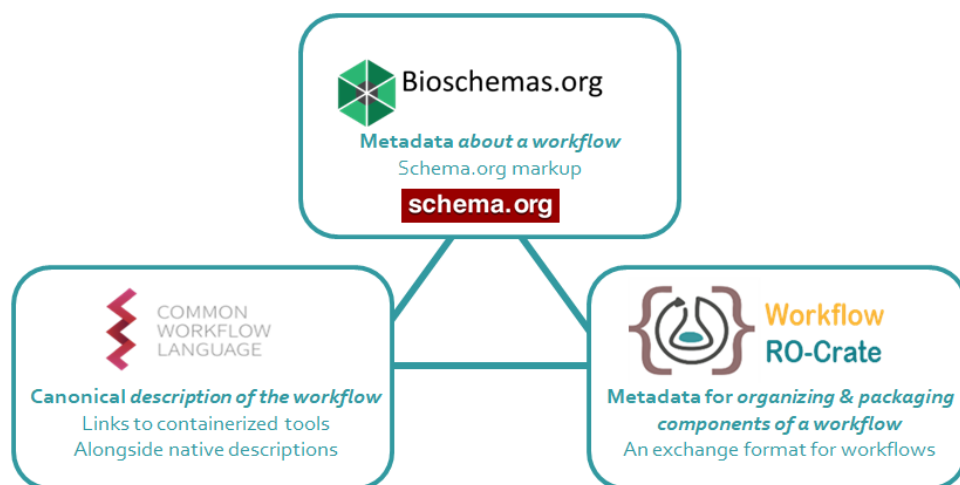 Bioschemas.org
Metadata about a workflow
Schema.org markup
schema.org
COMMON
WORKFLOW
LANGUAGE
Canonical description of the workflow
Links to containerized tools
Alongside native descriptions
Workflow
RO-Crate
Metadata for organizing & packaging
components of a workflow
An exchange format for workflows